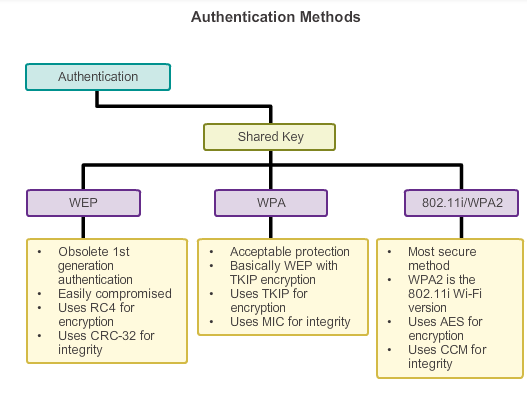 Authentication Methods
Authentication
Shared Key
WEP
WPA
802.11i/WPA2
• Obsolete 1st
generation
authentication
• Easily compromised
• Uses RC4 for
encryption
• Uses CRC-32 for
integrity
• Acceptable protection
• Basically WEP with
TKIP encryption
• Uses TKIP for
encryption
• Uses MIC for integrity
• Most secure
method
• WPA2 is the
802.11i Wi-Fi
version
• Uses AES for
encryption
• Uses CCM for
integrity